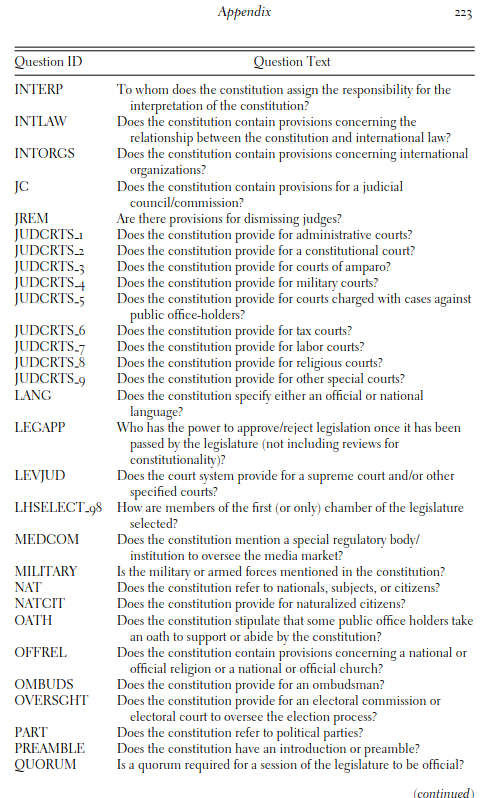 Appendix 223
Question ID Question Text
INTERP To whom does the constitution assign the responsibility for the
interpretation of the constitution?
INTLAW Does the constitution contain provisions concerning the
relationship between the constitution and international law?
INTORGS Does the constitution contain provisions concerning international
organizations?
JC Does the constitution contain provisions for a judicial
council/commission?
JREM Are there provisions for dismissing judges?
JUDCRTS_1 Does the constitution provide for administrative courts?
JUDCRTS_2 Does the constitution provide for a constitutional court?
JUDCRTS_3 Does the constitution provide for courts of amparo?
JUDCRTS_4 Does the constitution provide for military courts?
JUDCRTS_5 Does the constitution provide for courts charged with cases against
public office-holders?
JUDCRTS_6 Does the constitution provide for tax courts?
JUDCRTS_7 Does the constitution provide for labor courts?
JUDCRTS_8 Does the constitution provide for religious courts?
JUDCRTS_9 Does the constitution provide for other special courts?
LANG Does the constitution specify either an official or national
language?
LEGAPP Who has the power to approve/reject legislation once it has been
passed by the legislature (not including reviews for
constitutionality)?
LEVJUD Does the court system provide for a supreme court and/or other
specified courts?
LHSELECT_98 How are members of the first (or only) chamber of the legislature
selected?
MEDCOM Does the constitution mention a special regulatory body/
institution to oversee the media market?
MILITARY Is the military or armed forces mentioned in the constitution?
NAT Does the constitution refer to nationals, subjects, or citizens?
NATCIT Does the constitution provide for naturalized citizens?
OATH Does the constitution stipulate that some public office holders take
an oath to support or abide by the constitution?
OFFREL Does the constitution contain provisions concerning a national or
official religion or a national or official church?
OMBUDS Does the constitution provide for an ombudsman?
OVERSGHT Does the constitution provide for an electoral commission or
electoral court to oversee the election process?
PART Does the constitution refer to political parties?
PREAMBLE Does the constitution have an introduction or preamble?
QUORUM Is a quorum required for a session of the legislature to be official?
(continued)